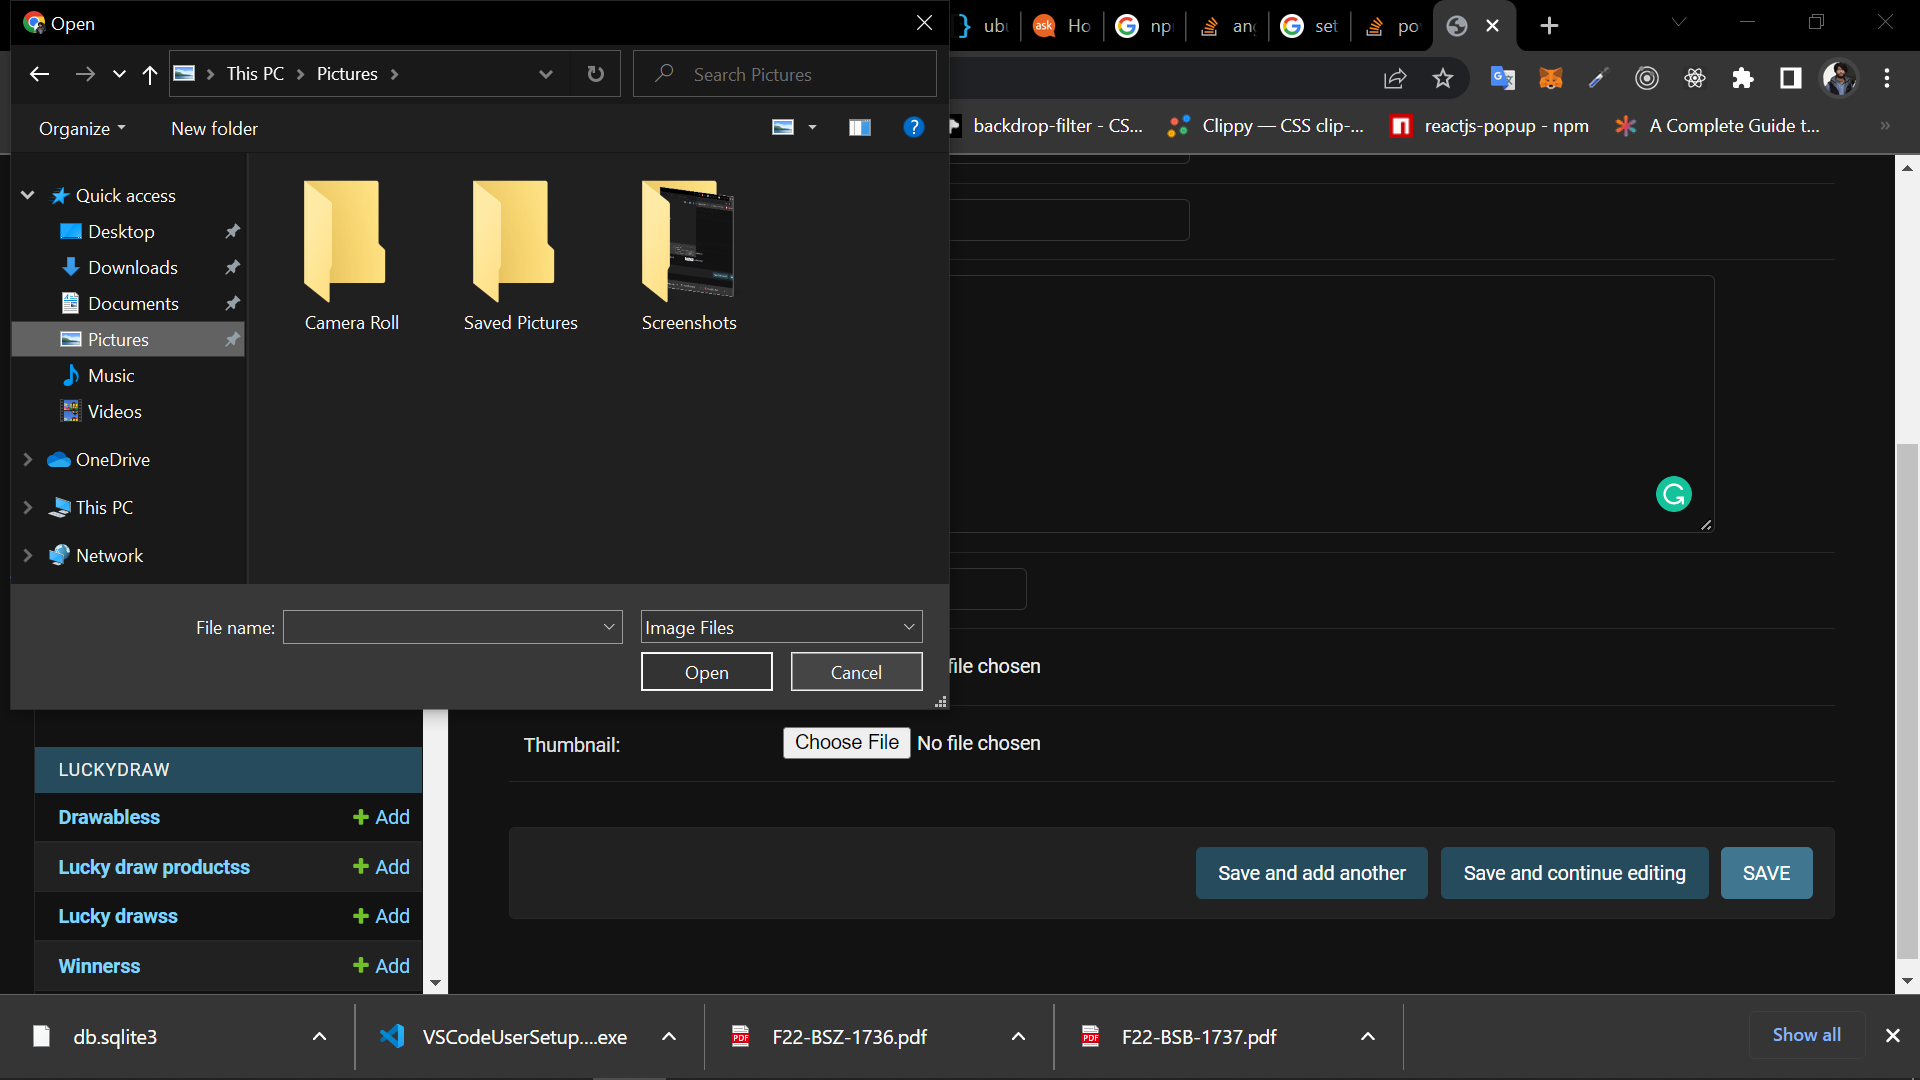 Open
ub
Ho
np
an
set
po
This PC
Pictures
Search Pictures
Organize
New folder
backdrop-filter - CS...
Clippy — CSS clip-...
reactjs-popup - npm
A Complete Guide t...
Quick access
Desktop
Downloads
Documents
Pictures
Music
Videos
OneDrive
This PC
Network
Camera Roll
Saved Pictures
Screenshots
File name:
Image Files
Open
Cancel
file chosen
Thumbnail:
Choose File
No file chosen
LUCKYDRAW
Drawabless
Add
Lucky draw productss
Add
Lucky drawss
Add
Winnerss
Add
Save and add another
Save and continue editing
SAVE
db.sqlite3
VSCodeUserSetup....exe
F22-BSZ-1736.pdf
F22-BSB-1737.pdf
Show all